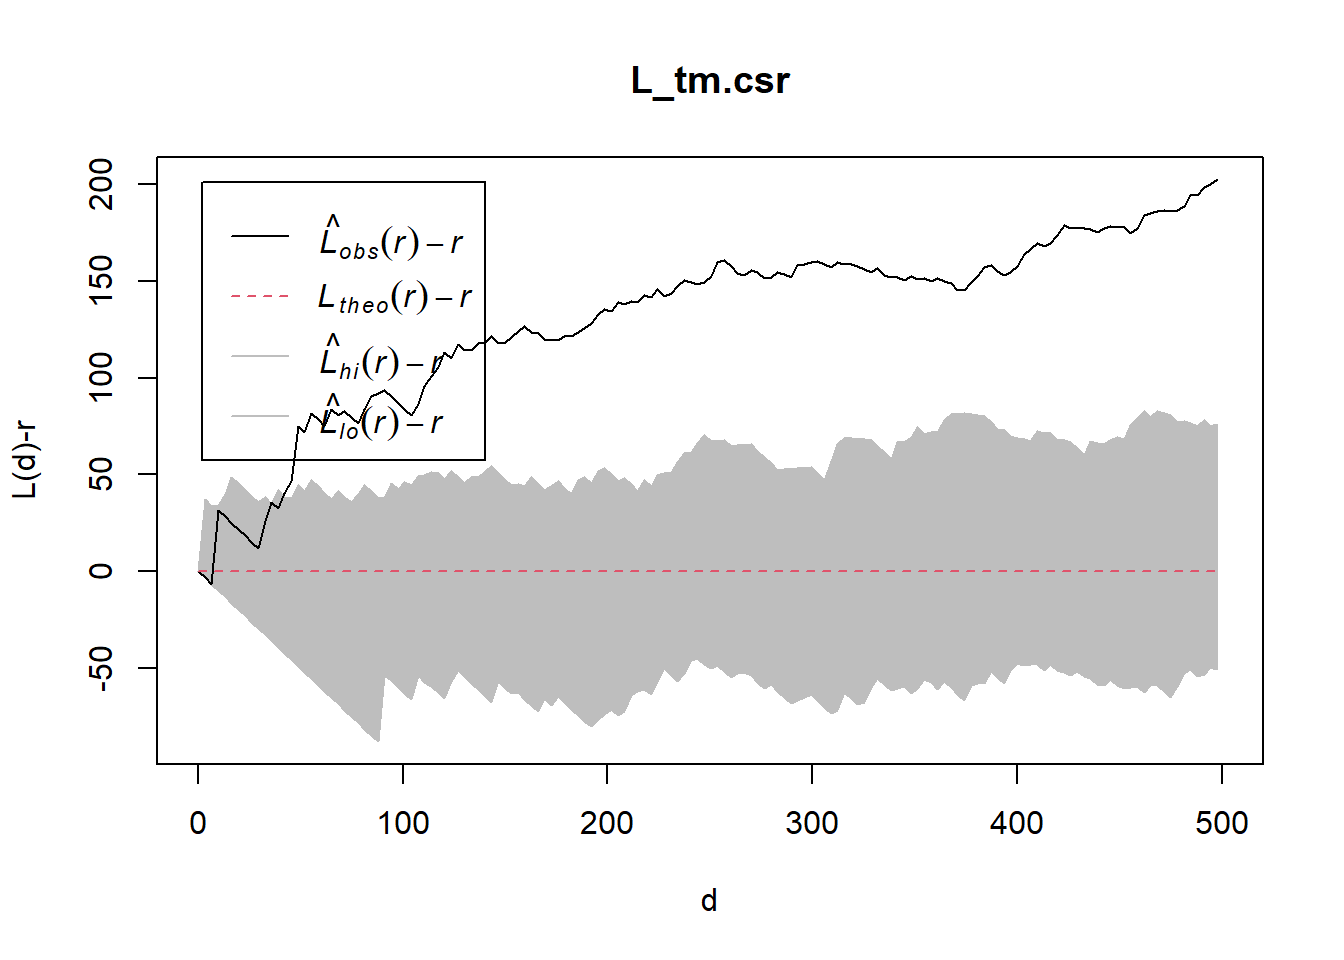 L_tm.csr
L̂obs(r) − r
Ltheo(r) − r
L̂hi(r) − r
L̂lo(r) − r
L(d)-r
200
150
100
50
0
-50
0 100 200 300 400 500
d